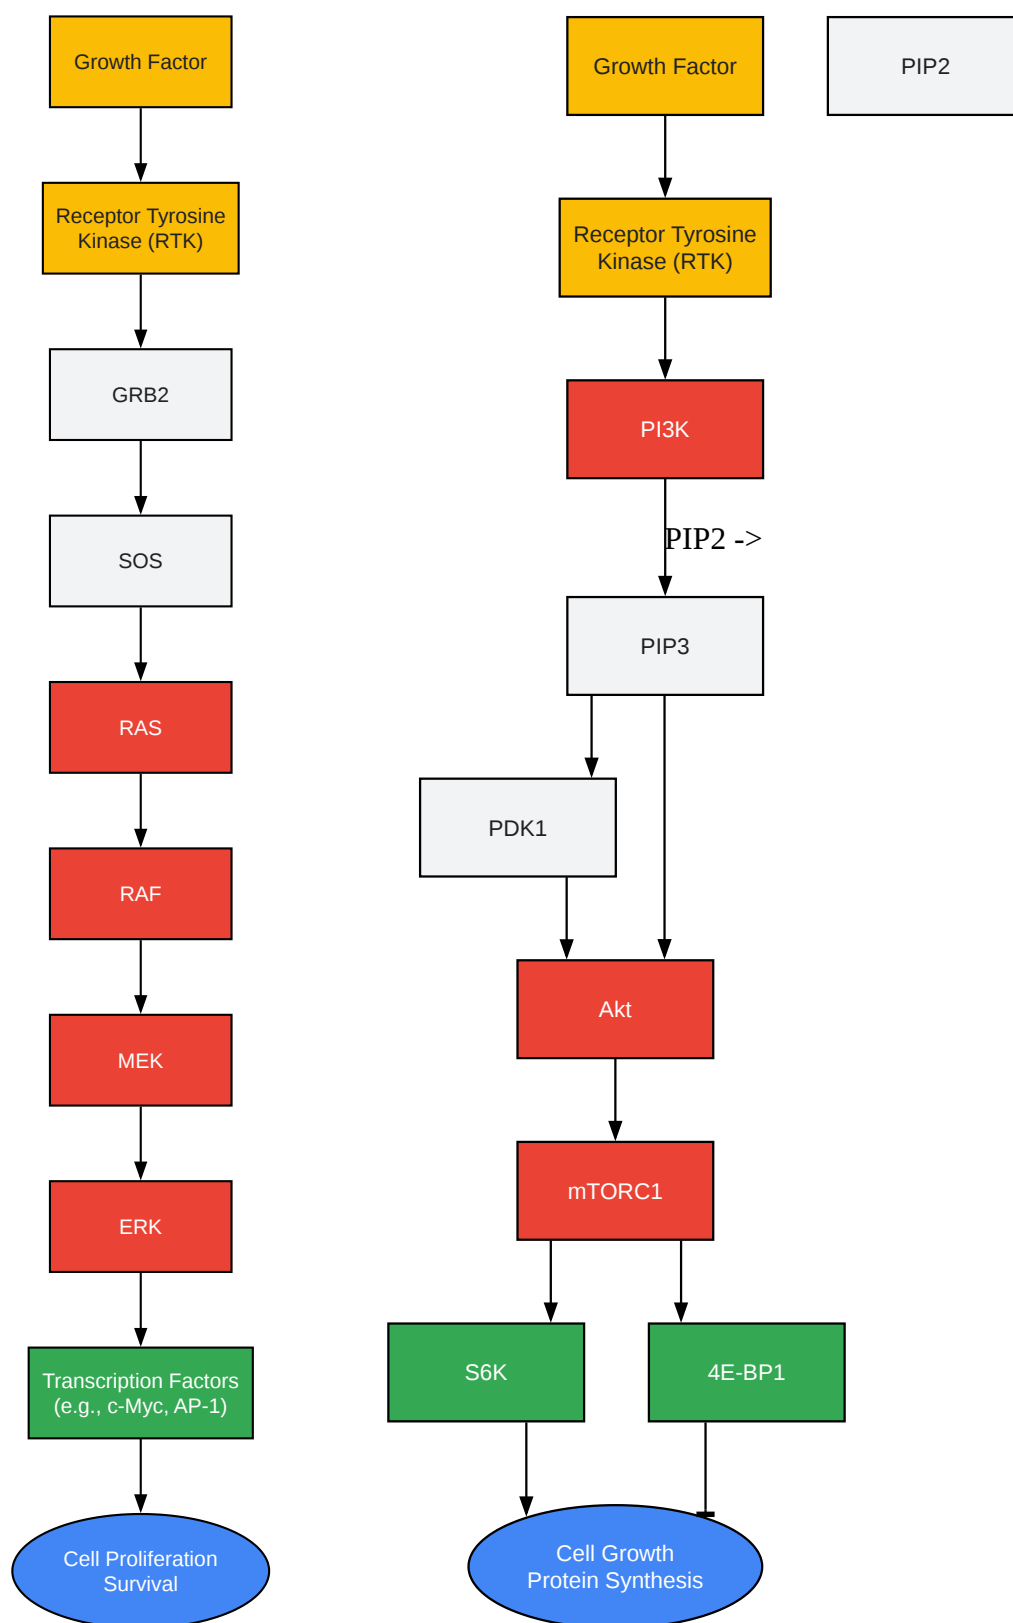 Growth Factor
Receptor Tyrosine
Kinase (RTK)
GRB2
SOS
RAS
RAF
MEK
ERK
Transcription Factors
(e.g., c-Myc, AP-1)
Cell Proliferation
Survival
Growth Factor
Receptor Tyrosine
Kinase (RTK)
PI3K
PIP2 ->
PIP3
PDK1
Akt
mTORC1
S6K
4E-BP1
Cell Growth
Protein Synthesis
PIP2